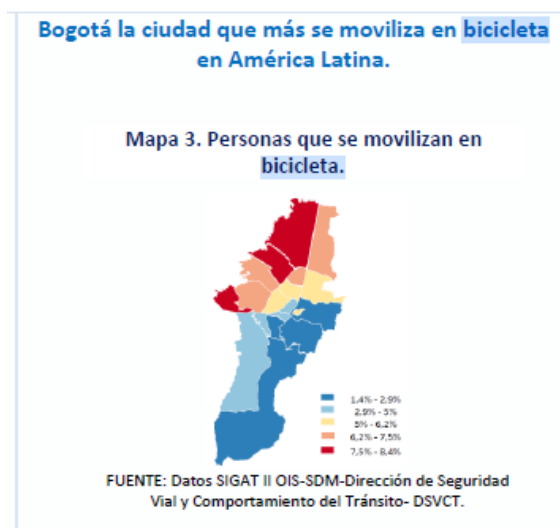 Bogotá la ciudad que más se moviliza en bicicleta
en América Latina.
Mapa 3. Personas que se movilizan en
bicicleta.
1,4% - 2,9%
2,9% - 5%
5% - 6,2%
6,2% - 7,5%
7,5% - 8,4%
FUENTE: Datos SIGAT II OIS-SDM-Dirección de Seguridad
Vial y Comportamiento del Tránsito- DSVCT.